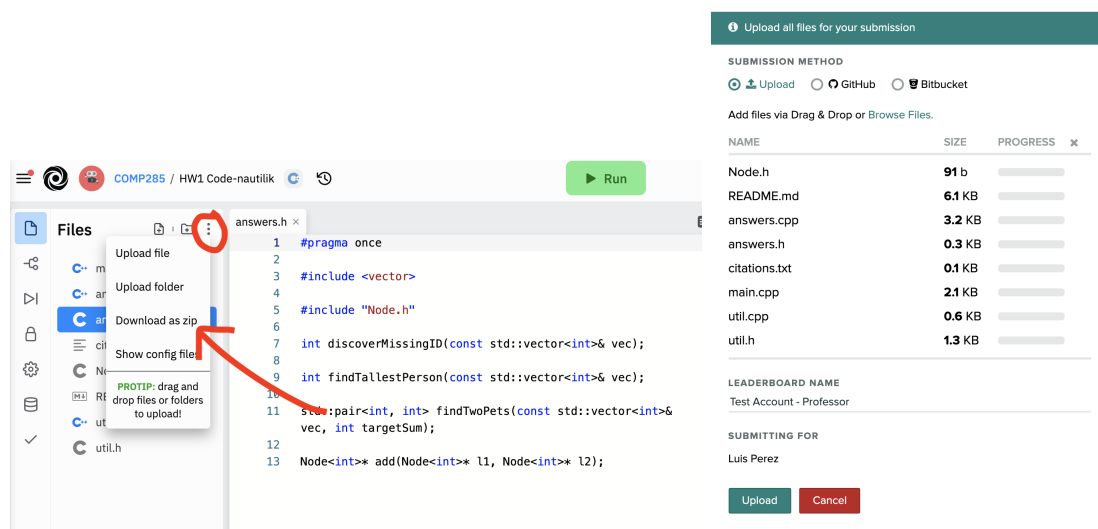 COMP285 / HW1 Code-nautilik
Run
Files
Upload file
Upload folder
Download as zip
Show config files
PROTIP: drag and
drop files or folders
to upload!
util.h
answers.h ×
1 #pragma once
2
3 #include <vector>
4
5 #include "Node.h"
6
7 int discoverMissingID(const std::vector<int>& vec);
8
9 int findTallestPerson(const std::vector<int>& vec);
10
11 std::pair<int, int> findTwoPets(const std::vector<int>&
vec, int targetSum);
12
13 Node<int>* add(Node<int>* l1, Node<int>* l2);
Upload all files for your submission
SUBMISSION METHOD
Upload GitHub Bitbucket
Add files via Drag & Drop or Browse Files.
NAME SIZE PROGRESS
Node.h 91 b
README.md 6.1 KB
answers.cpp 3.2 KB
answers.h 0.3 KB
citations.txt 0.1 KB
main.cpp 2.1 KB
util.cpp 0.6 KB
util.h 1.3 KB
LEADERBOARD NAME
Test Account - Professor
SUBMITTING FOR
Luis Perez
Upload Cancel